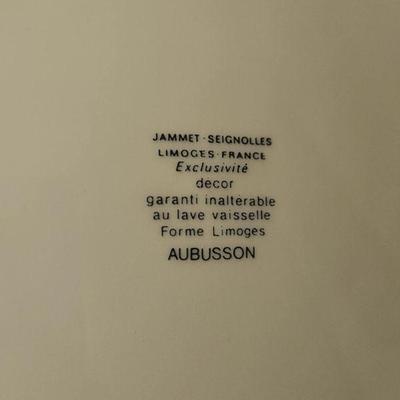 JAMMET·SEIGNOLLES
LIMOGES·FRANCE
Exclusivité
décor
garanti inaltérable
au lave vaisselle
Forme Limoges
AUBUSSON